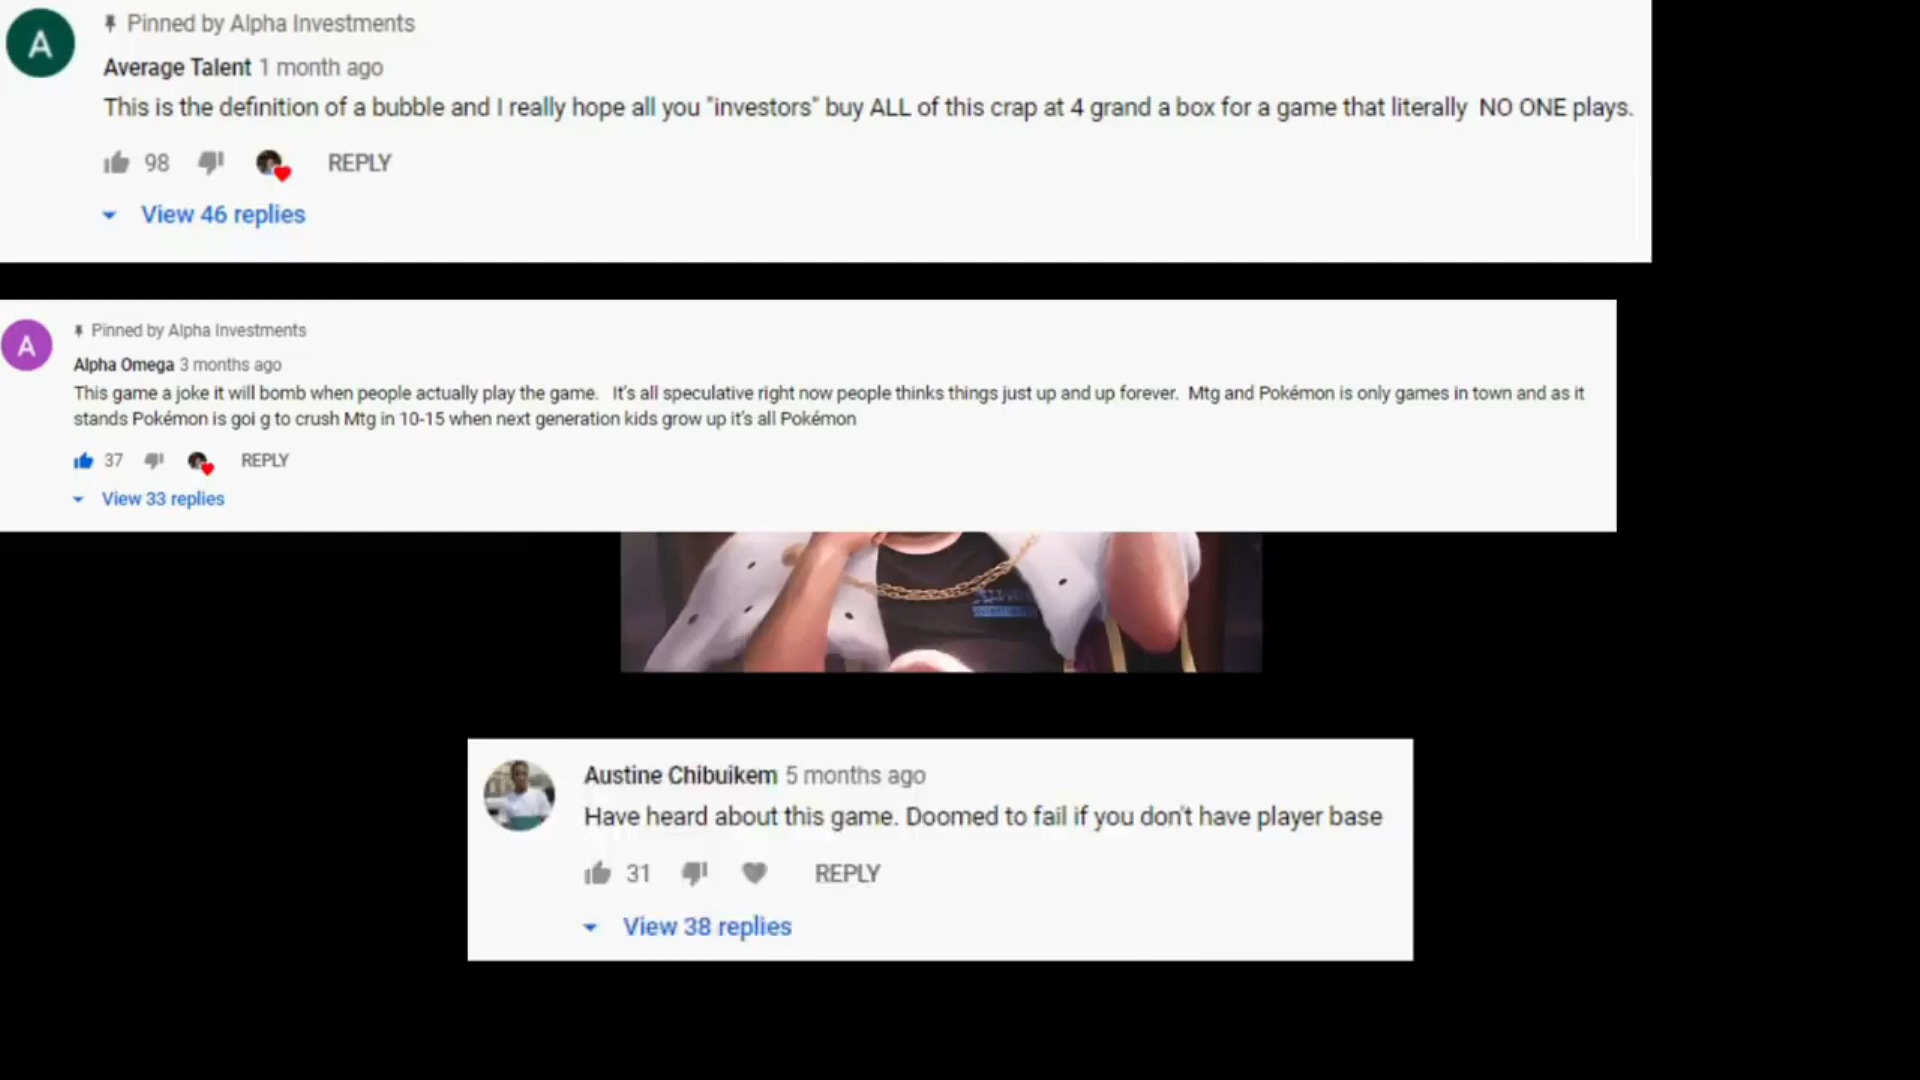 A
Pinned by Alpha Investments
Average Talent 1 month ago
This is the definition of a bubble and I really hope all you "investors" buy ALL of this crap at 4 grand a box for a game that literally NO ONE plays.
98 REPLY
View 46 replies
A
Pinned by Alpha Investments
Alpha Omega 3 months ago
This game a joke it will bomb when people actually play the game. It's all speculative right now people thinks things just up and up forever. Mtg and Pokémon is only games in town and as it
stands Pokémon is goi g to crush Mtg in 10-15 when next generation kids grow up it's all Pokémon
37 REPLY
View 33 replies
Austine Chibuikem 5 months ago
Have heard about this game. Doomed to fail if you don't have player base
31 REPLY
View 38 replies